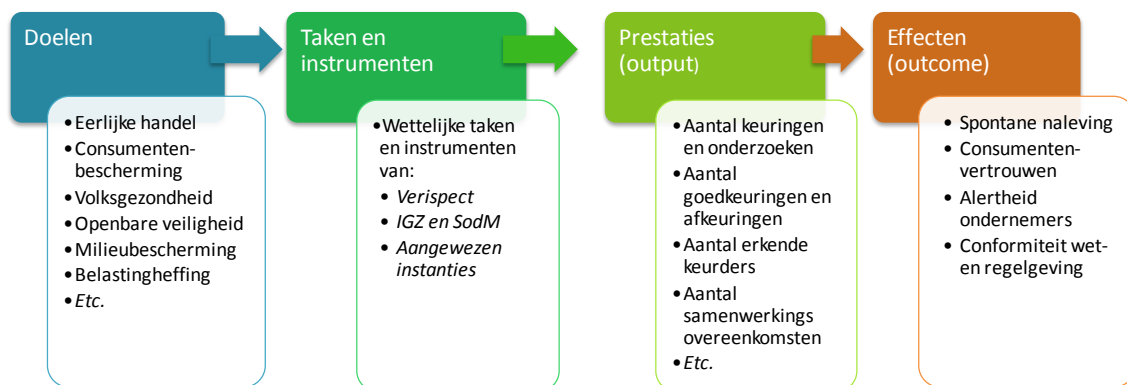 Doelen
• Eerlijke handel
• Consumenten-
bescherming
• Volksgezondheid
• Openbare veiligheid
• Milieubescherming
• Belastingheffing
• Etc.
Taken en
instrumenten
• Wettelijke taken
en instrumenten
van:
• Verispect
• IGZ en SodM
• Aangewezen
instanties
Prestaties
(output)
• Aantal keuringen
en onderzoeken
• Aantal
goedkeuringen en
afkeuringen
• Aantal erkende
keurders
• Aantal
samenwerkings
overeenkomsten
• Etc.
Effecten
(outcome)
• Spontane naleving
• Consumenten-
vertrouwen
• Alertheid
ondernemers
• Conformiteit wet-
en regelgeving